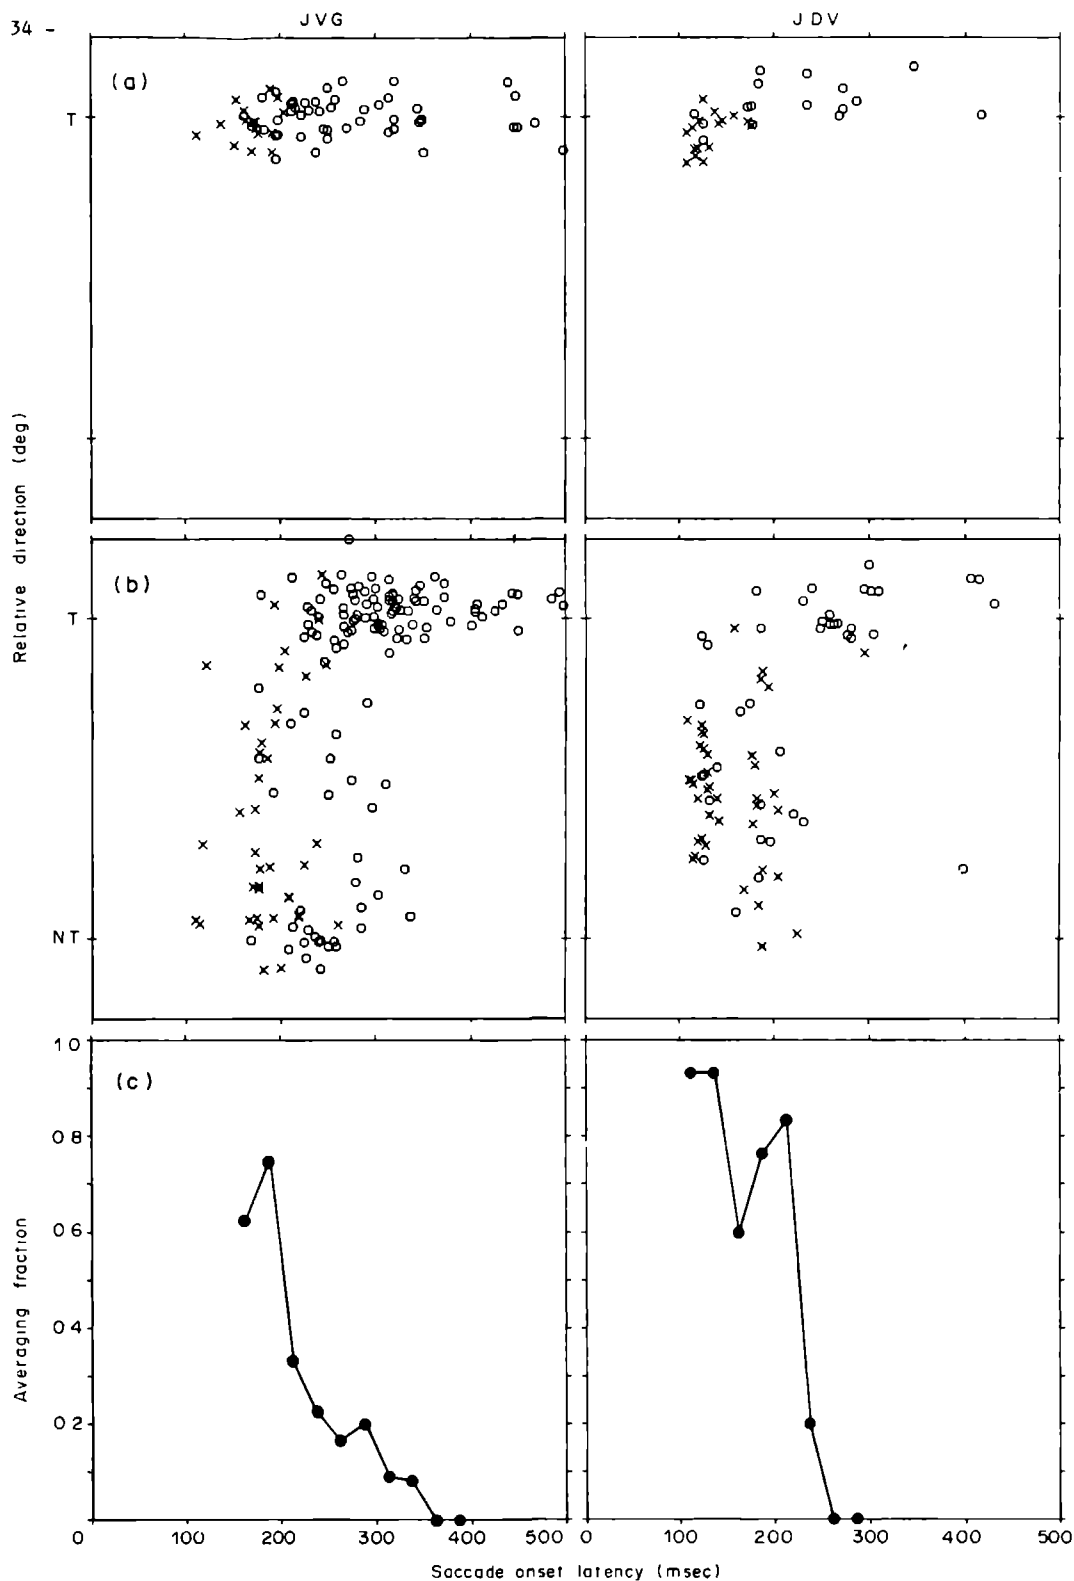 34 -
JVG
JDV
(a)
T
Relative direction (deg)
(b)
T
NT
(c)
1 0
0 8
0 6
0 4
0 2
Averaging fraction
0 100 200 300 400 500
0 100 200 300 400 500
Saccade onset latency (msec)